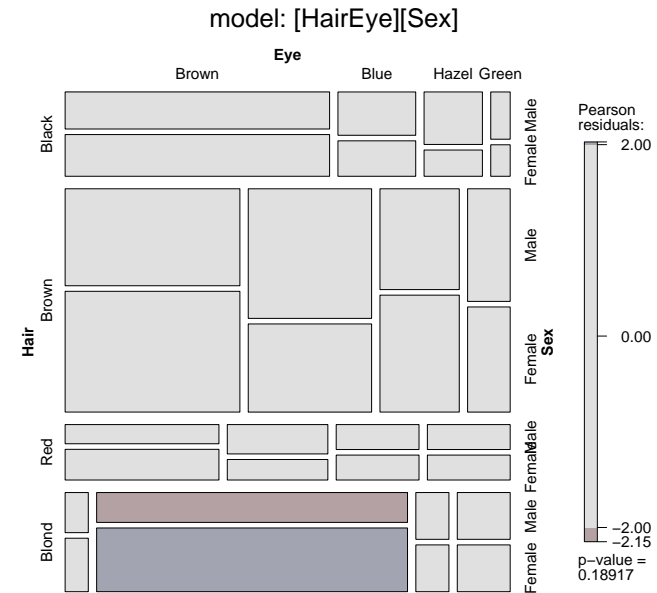 model: [HairEye][Sex]
Eye
Brown Blue Hazel Green
Hair
Black
Brown
Red
Blond
Male
Female
Male
Female
Male
Female
Male
Female
Sex
Pearson
residuals:
2.00
0.00
−2.00
−2.15
p−value =
0.18917